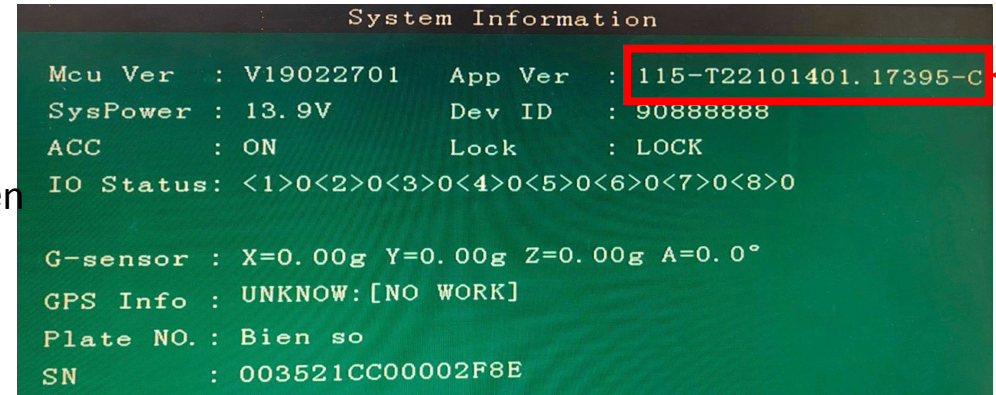 System Information
Mcu Ver : V19022701 App Ver : 115-T22101401.17395-C
SysPower : 13.9V Dev ID : 90888888
ACC : ON Lock : LOCK
IO Status: <1>0<2>0<3>0<4>0<5>0<6>0<7>0<8>0
en
G-sensor : X=0.00g Y=0.00g Z=0.00g A=0.0°
GPS Info : UNKNOW:[NO WORK]
Plate NO. : Bien so
SN : 003521CC00002F8E